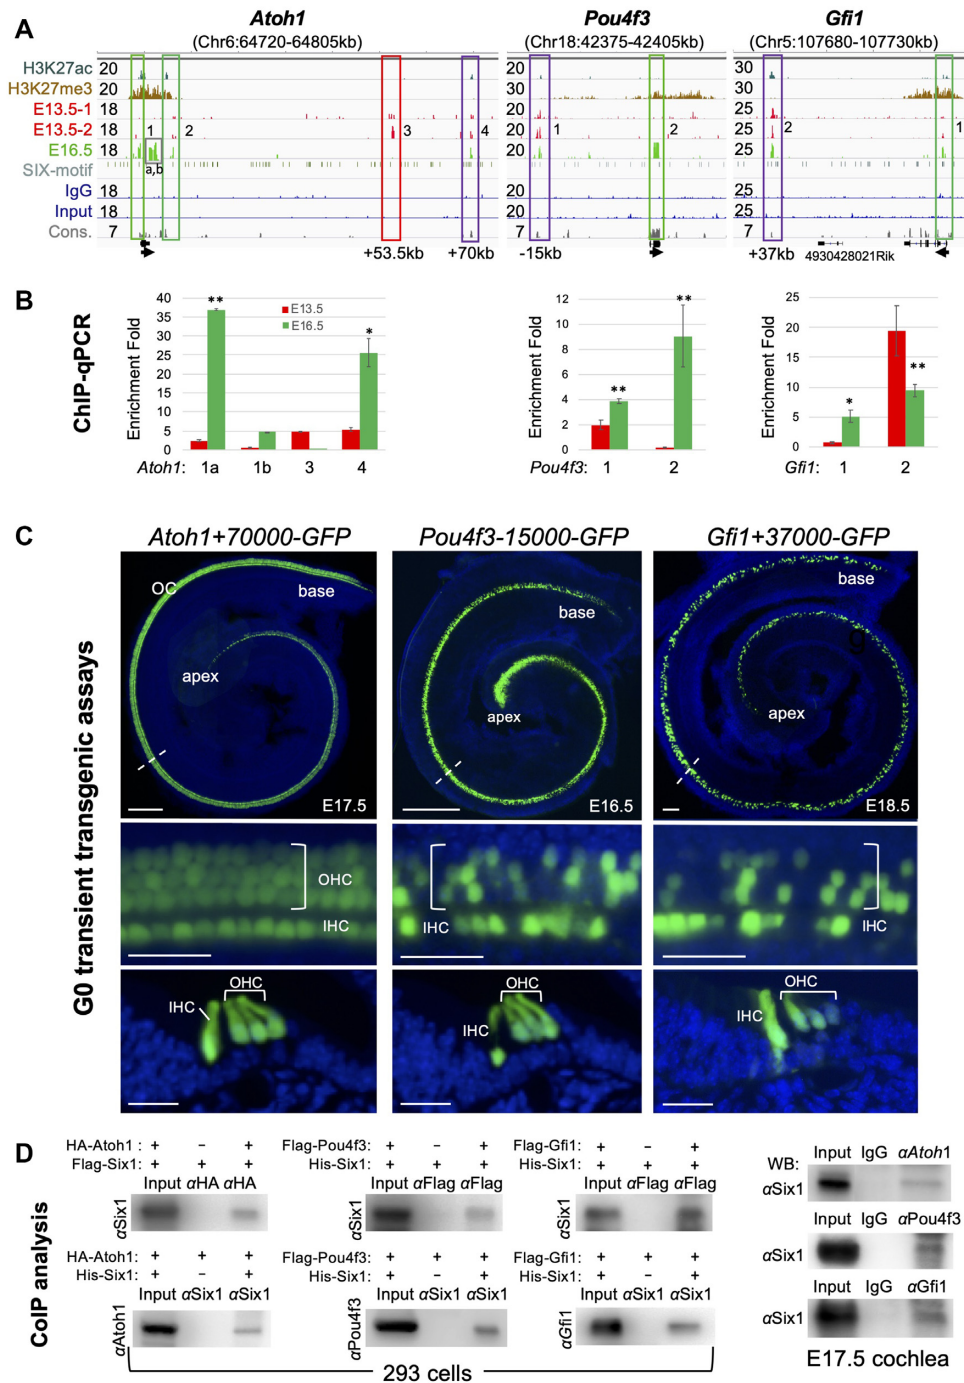 A
Atoh1
(Chr6:64720-64805kb)
Pou4f3
(Chr18:42375-42405kb)
Gfi1
(Chr5:107680-107730kb)
H3K27ac 20 20 30
H3K27me3 20 20 30
E13.5-1 18 20 25
E13.5-2 18 1 2 3 4 20 1 2 25 2 1
E16.5 18 20 25
a,b
SIX-motif
IgG 18 20 25
Input 18 20 25
Cons. 7 7 7
+53.5kb +70kb -15kb +37kb 4930428021Rik
B
ChIP-qPCR
Enrichment Fold
40
35
30
25
20
15
10
5
0
E13.5
E16.5
** *
Atoh1: 1a 1b 3 4
Enrichment Fold
12
10
8
6
4
2
0
** **
Pou4f3: 1 2
Enrichment Fold
25
20
15
10
5
0
* **
Gfi1: 1 2
C
G0 transient transgenic assays
Atoh1+70000-GFP Pou4f3-15000-GFP Gfi1+37000-GFP
OC base apex E17.5
base apex E16.5
base g apex E18.5
OHC IHC
IHC
OHC IHC
IHC OHC
IHC OHC
IHC OHC
D
CoIP analysis
HA-Atoh1 : + − +
Flag-Six1: + + +
Input αHA αHA
αSix1
Flag-Pou4f3: + − +
His-Six1: + + +
Input αFlag αFlag
αSix1
Flag-Gfi1: + − +
His-Six1: + + +
Input αFlag αFlag
αSix1
HA-Atoh1: + + +
His-Six1: + − +
Input αSix1 αSix1
αAtoh1
Flag-Pou4f3: + + +
His-Six1: + − +
Input αSix1 αSix1
αPou4f3
Flag-Gfi1: + + +
His-Six1: + − +
Input αSix1 αSix1
αGfi1
293 cells
Input IgG αAtoh1
WB:
αSix1
Input IgG αPou4f3
αSix1
Input IgG αGfi1
αSix1
E17.5 cochlea